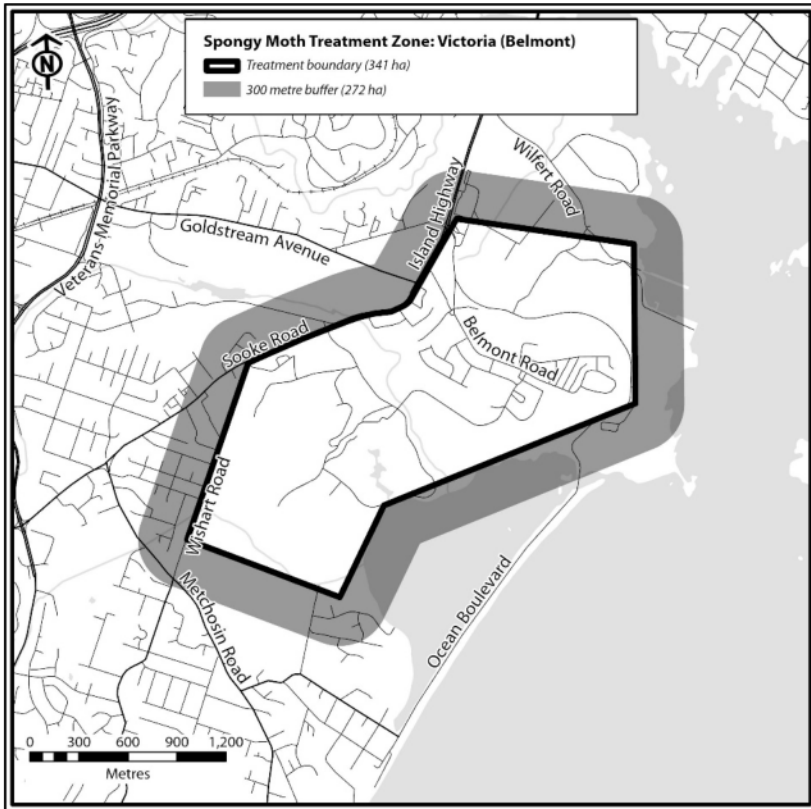 Spongy Moth Treatment Zone: Victoria (Belmont)
Treatment boundary (341 ha)
300 metre buffer (272 ha)
N
Veterans Memorial Parkway
Goldstream Avenue
Island Highway
Wilfert Road
Sooke Road
Belmont Road
Wishart Road
Metchosin Road
Ocean Boulevard
0 300 600 900 1,200
Metres